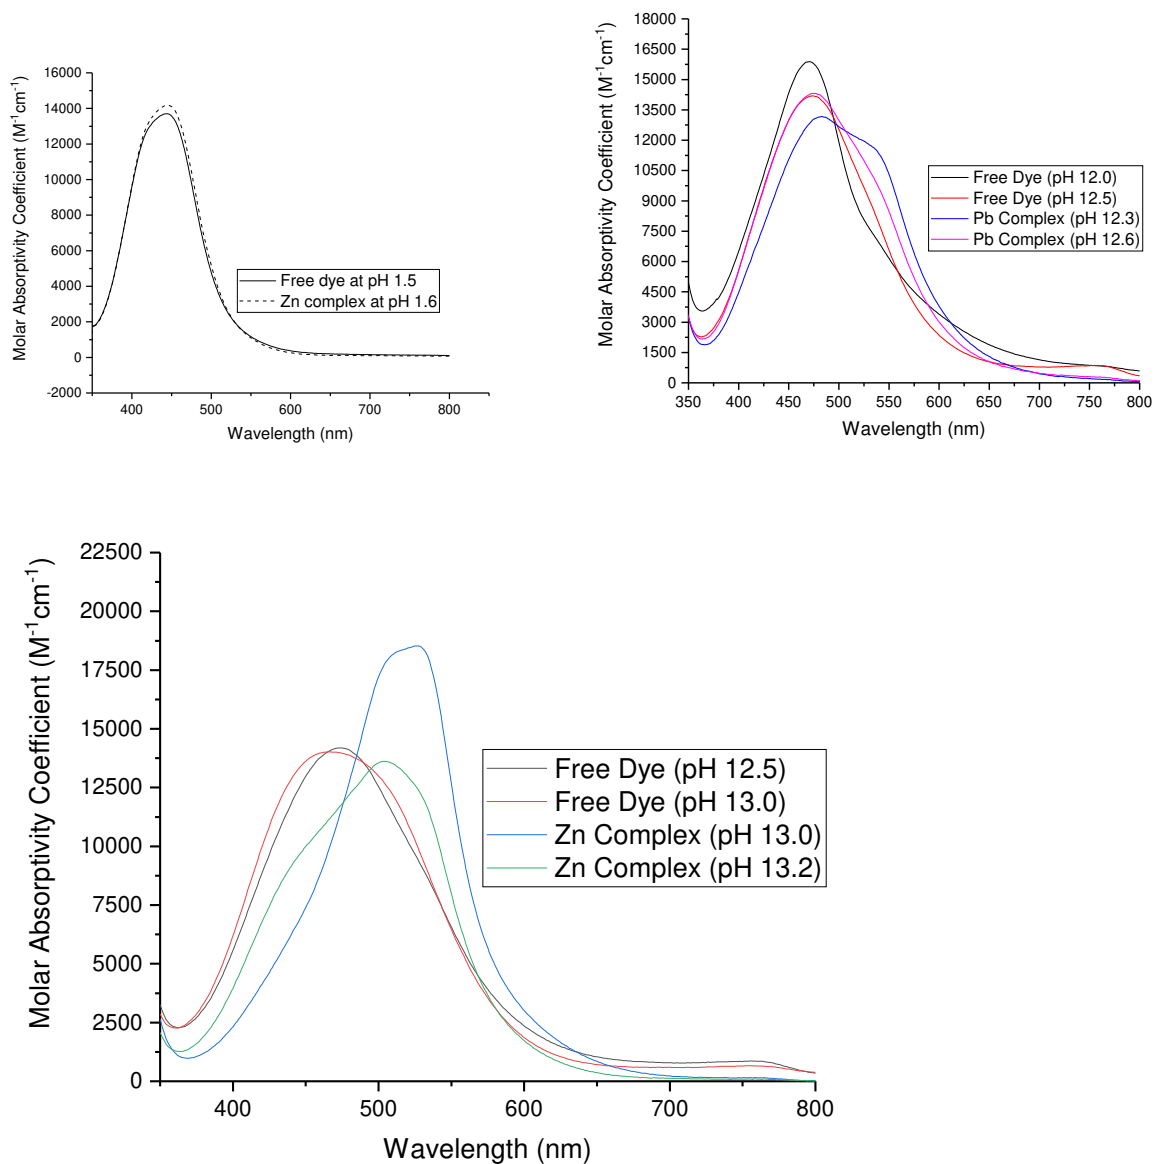 Molar Absorptivity Coefficient (M⁻¹cm⁻¹)
16000
14000
12000
10000
8000
6000
4000
2000
0
-2000
400 500 600 700 800
Wavelength (nm)
Free dye at pH 1.5
Zn complex at pH 1.6
Molar Absorptivity Coefficient (M⁻¹cm⁻¹)
18000
16500
15000
13500
12000
10500
9000
7500
6000
4500
3000
1500
0
350 400 450 500 550 600 650 700 750 800
Wavelength (nm)
Free Dye (pH 12.0)
Free Dye (pH 12.5)
Pb Complex (pH 12.3)
Pb Complex (pH 12.6)
Molar Absorptivity Coefficient (M⁻¹cm⁻¹)
22500
20000
17500
15000
12500
10000
7500
5000
2500
0
400 500 600 700 800
Wavelength (nm)
Free Dye (pH 12.5)
Free Dye (pH 13.0)
Zn Complex (pH 13.0)
Zn Complex (pH 13.2)